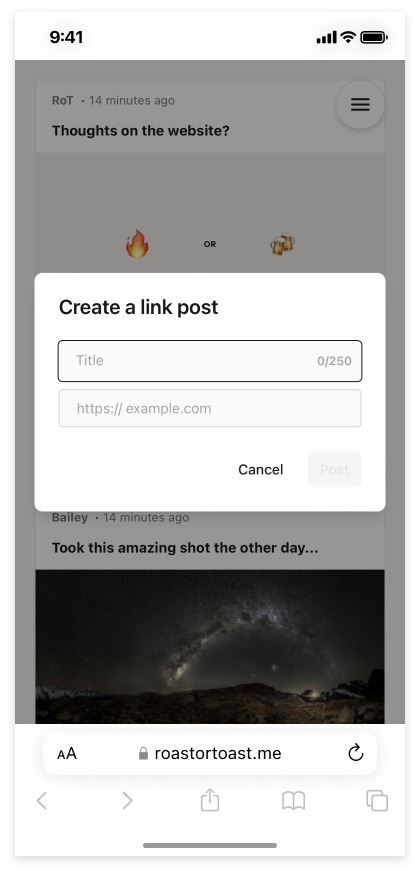 9:41
RoT • 14 minutes ago
Thoughts on the website?
OR
Create a link post
Title 0/250
https:// example.com
Cancel Post
Bailey • 14 minutes ago
Took this amazing shot the other day...
AA roastortoast.me